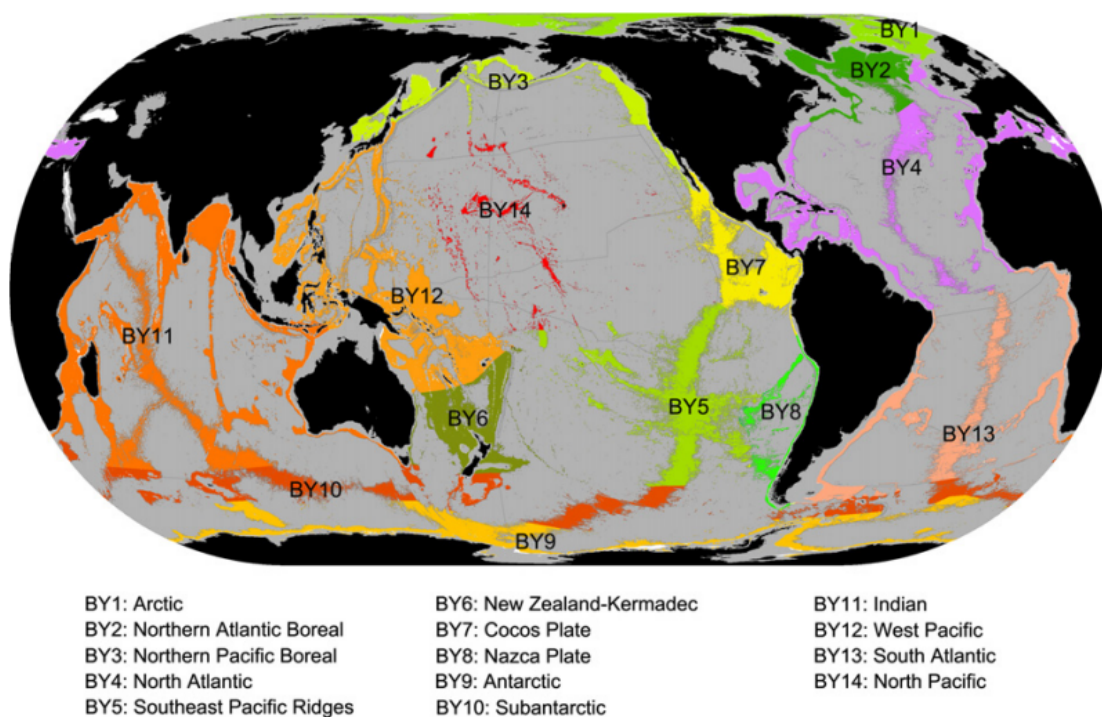 BY1
BY2
BY3
BY4
BY14
BY7
BY12
BY11
BY5
BY8
BY6
BY13
BY10
BY9
BY1: Arctic
BY2: Northern Atlantic Boreal
BY3: Northern Pacific Boreal
BY4: North Atlantic
BY5: Southeast Pacific Ridges
BY6: New Zealand-Kermadec
BY7: Cocos Plate
BY8: Nazca Plate
BY9: Antarctic
BY10: Subantarctic
BY11: Indian
BY12: West Pacific
BY13: South Atlantic
BY14: North Pacific